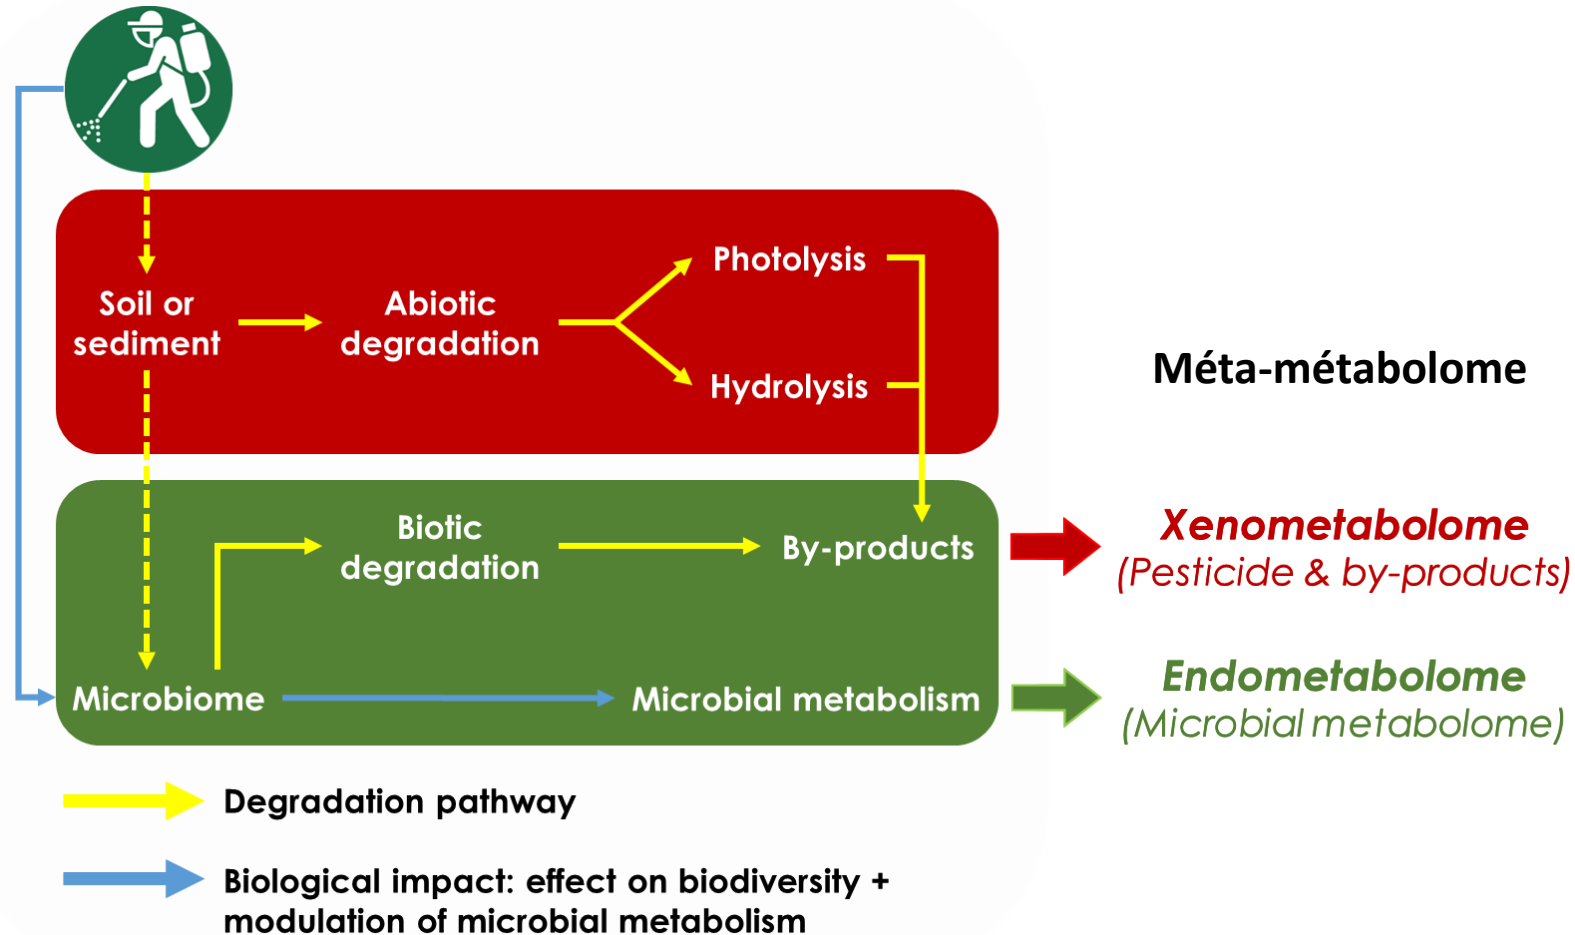 Photolysis
Soil or
sediment
Abiotic
degradation
Hydrolysis
Méta-métabolome
Biotic
degradation
By-products
Xenometabolome
(Pesticide & by-products)
Microbiome
Microbial metabolism
Endometabolome
(Microbial metabolome)
Degradation pathway
Biological impact: effect on biodiversity +
modulation of microbial metabolism